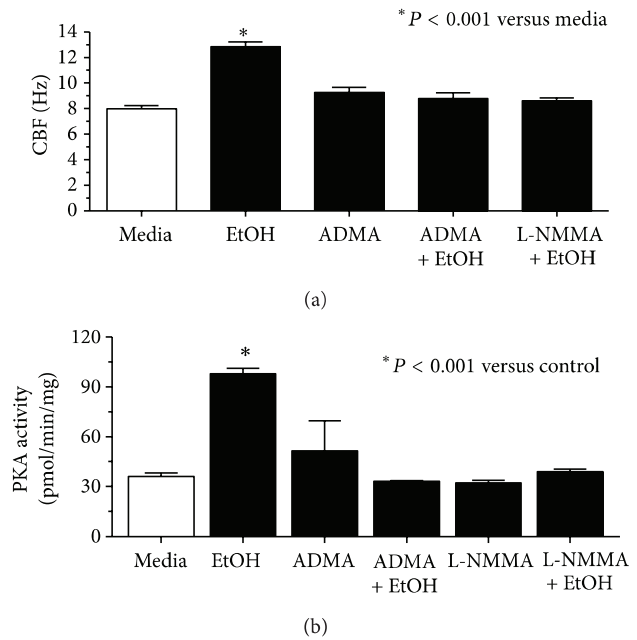 * P < 0.001 versus media
CBF (Hz)
14
12
10
8
6
4
2
0
Media
EtOH
ADMA
ADMA
+ EtOH
L-NMMA
+ EtOH
(a)
* P < 0.001 versus control
PKA activity
(pmol/min/mg)
120
90
60
30
0
Media
EtOH
ADMA
ADMA
+ EtOH
L-NMMA
L-NMMA
+ EtOH
(b)
*
*